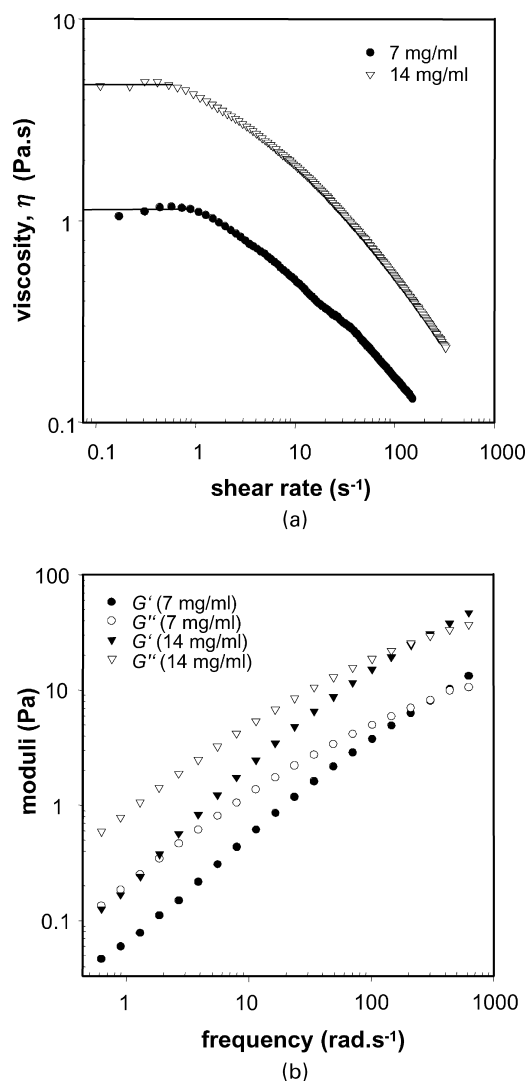 10
7 mg/ml
14 mg/ml
viscosity, η (Pa.s)
1
0.1
0.1 1 10 100 1000
shear rate (s⁻¹)
(a)
100
G' (7 mg/ml)
G" (7 mg/ml)
G' (14 mg/ml)
G" (14 mg/ml)
10
moduli (Pa)
1
0.1
1 10 100 1000
frequency (rad.s⁻¹)
(b)